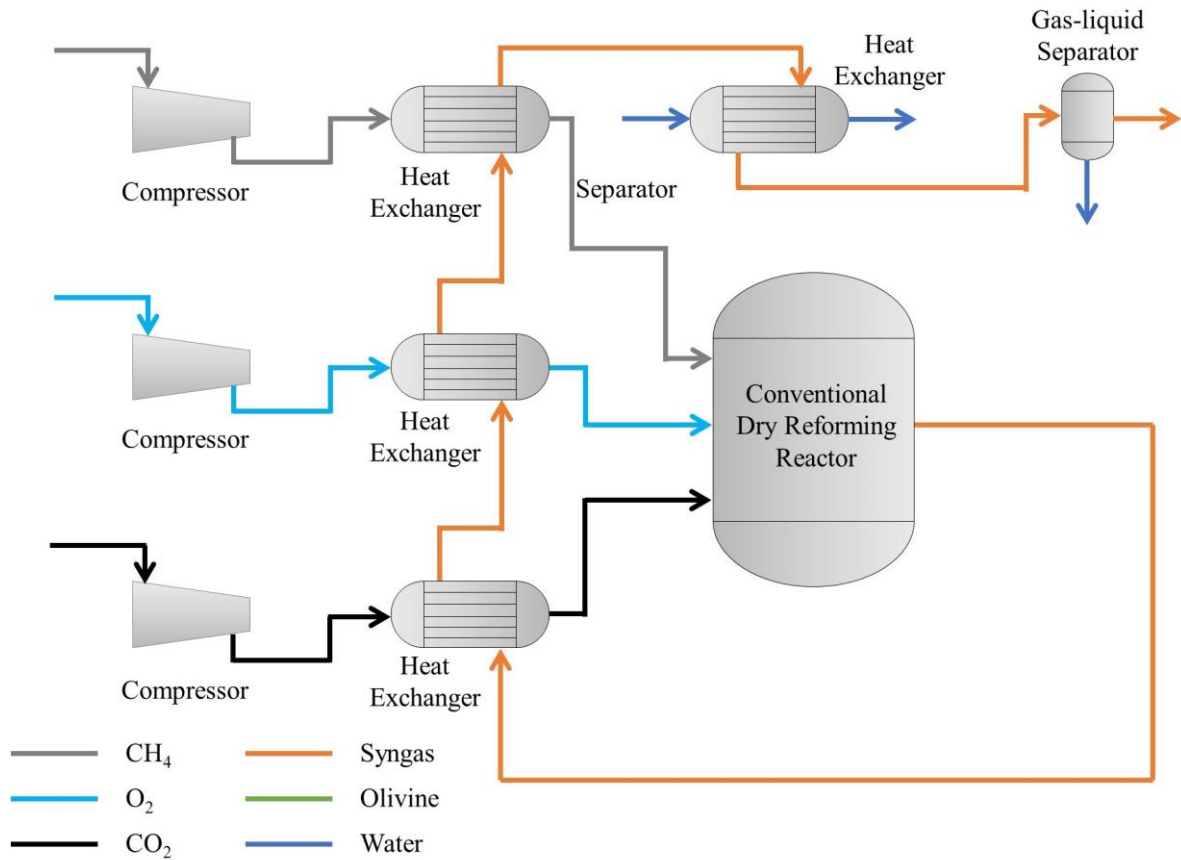 Gas-liquid
Separator
Heat
Exchanger
Compressor
Heat
Exchanger
Separator
Compressor
Heat
Exchanger
Conventional
Dry Reforming
Reactor
Compressor
Heat
Exchanger
CH₄
Syngas
O₂
Olivine
CO₂
Water